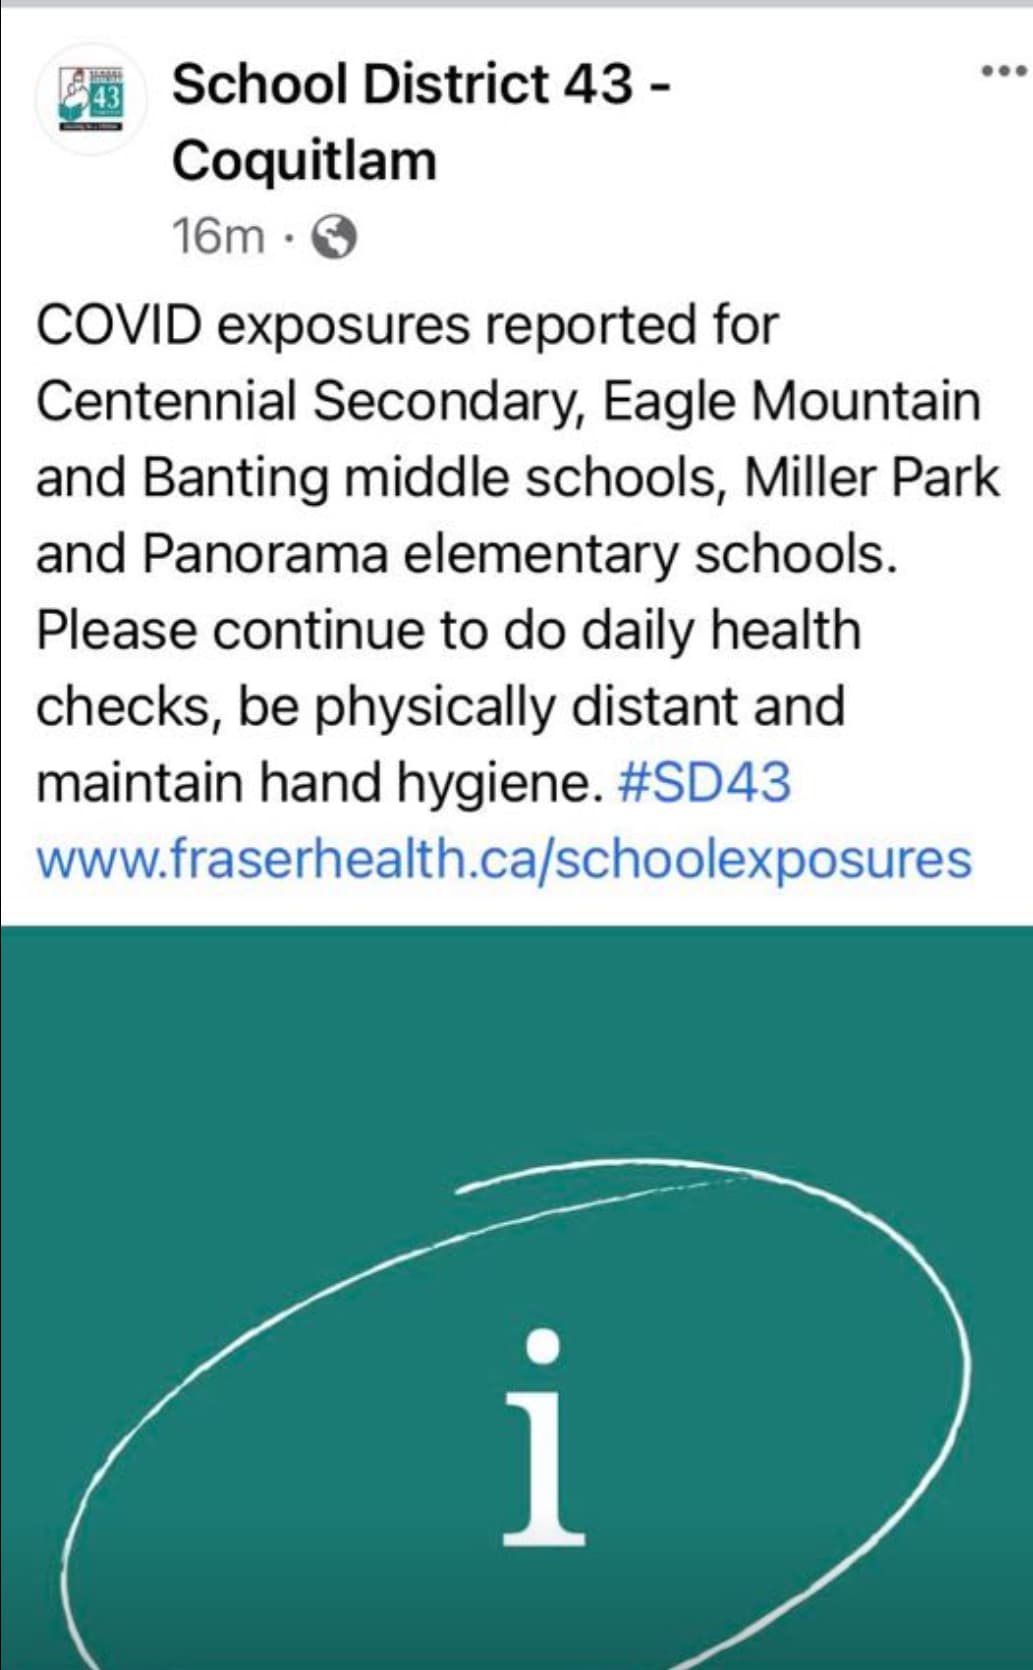 School District 43 -
Coquitlam
16m ·
COVID exposures reported for
Centennial Secondary, Eagle Mountain
and Banting middle schools, Miller Park
and Panorama elementary schools.
Please continue to do daily health
checks, be physically distant and
maintain hand hygiene. #SD43
www.fraserhealth.ca/schoolexposures
43
i